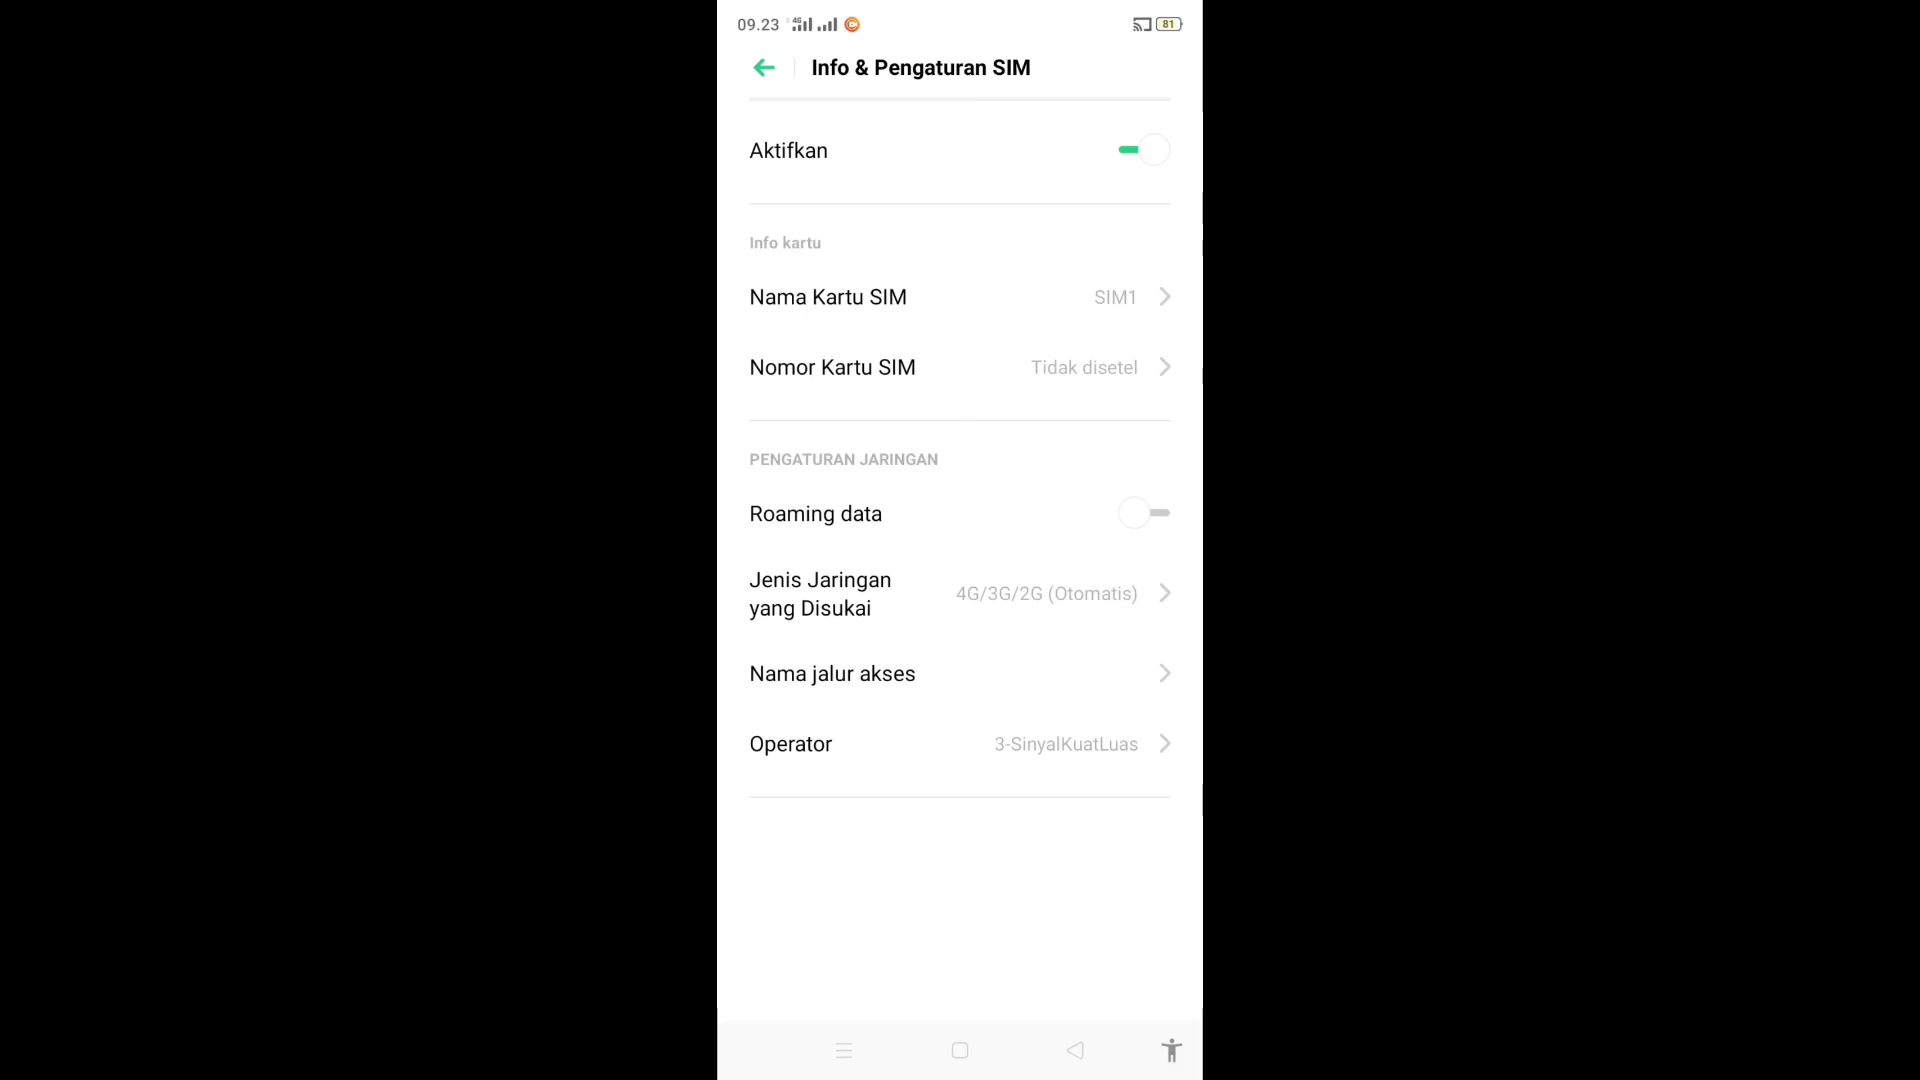 09.23 4G 81
Info & Pengaturan SIM
Aktifkan
Info kartu
Nama Kartu SIM SIM1
Nomor Kartu SIM Tidak disetel
PENGATURAN JARINGAN
Roaming data
Jenis Jaringan
yang Disukai 4G/3G/2G (Otomatis)
Nama jalur akses
Operator 3-SinyalKuatLuas